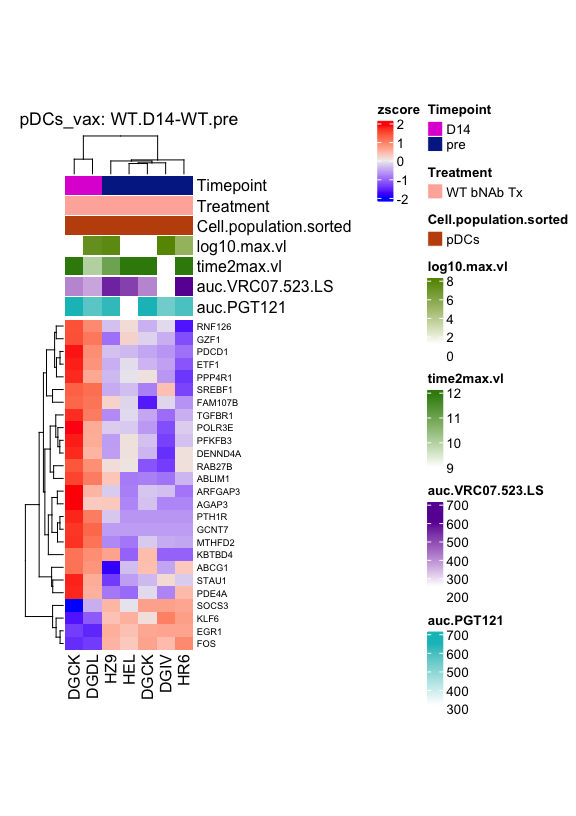 pDCs_vax: WT.D14-WT.pre
Timepoint
Treatment
Cell.population.sorted
log10.max.vl
time2max.vl
auc.VRC07.523.LS
auc.PGT121
RNF126
GZF1
PDCD1
ETF1
PPP4R1
SREBF1
FAM107B
TGFBR1
POLR3E
PFKFB3
DENND4A
RAB27B
ABLIM1
ARFGAP3
AGAP3
PTH1R
GCNT7
MTHFD2
KBTBD4
ABCG1
STAU1
PDE4A
SOCS3
KLF6
EGR1
FOS
DGCK
DGDL
HZ9
HEL
DGCK
DGIV
HR6
zscore
2
1
0
-1
-2
Timepoint
D14
pre
Treatment
WT bNAb Tx
Cell.population.sorted
pDCs
log10.max.vl
8
6
4
2
0
time2max.vl
12
11
10
9
auc.VRC07.523.LS
700
600
500
400
300
200
auc.PGT121
700
600
500
400
300